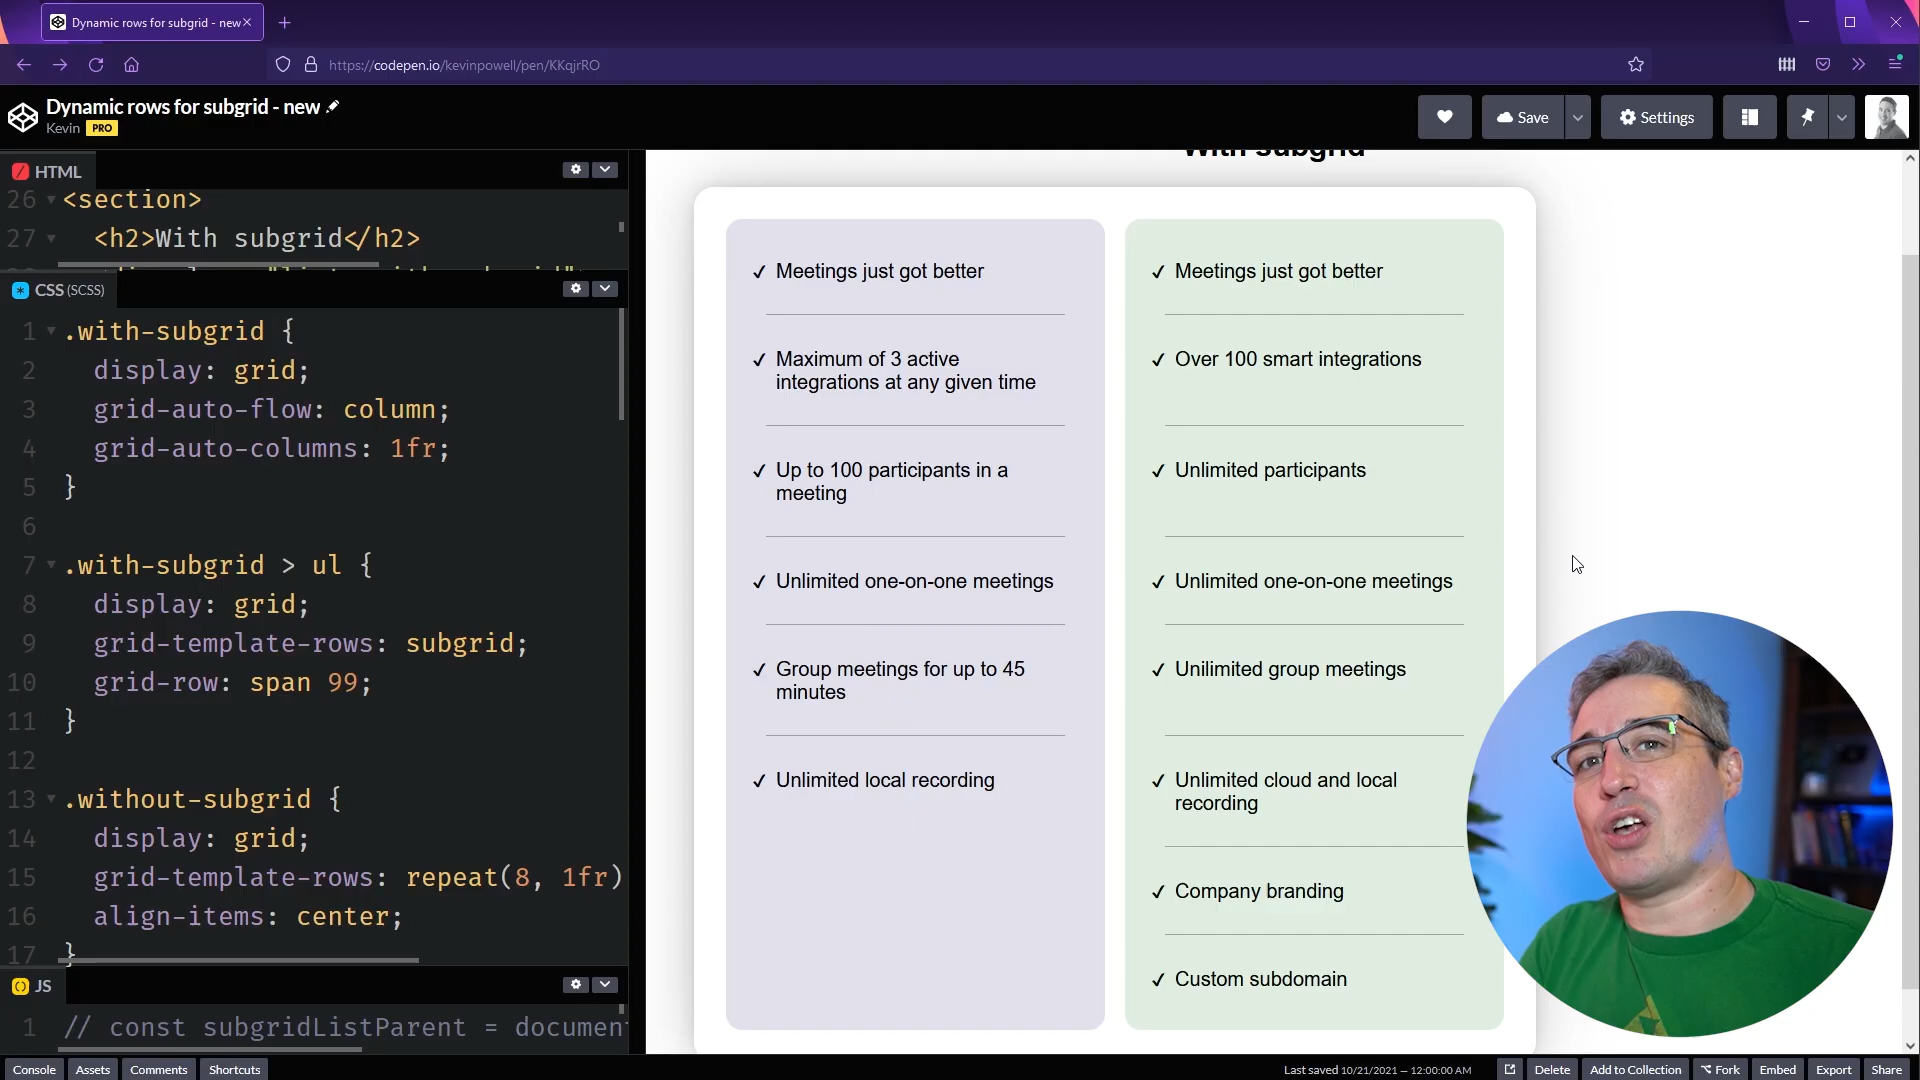 Dynamic rows for subgrid - new
https://codepen.io/kevinpowell/pen/KKqjrRO
Dynamic rows for subgrid - new
Kevin PRO
Save
Settings
HTML
26 <section>
27 <h2>With subgrid</h2>
CSS (SCSS)
1 .with-subgrid {
2 display: grid;
3 grid-auto-flow: column;
4 grid-auto-columns: 1fr;
5 }
6
7 .with-subgrid > ul {
8 display: grid;
9 grid-template-rows: subgrid;
10 grid-row: span 99;
11 }
12
13 .without-subgrid {
14 display: grid;
15 grid-template-rows: repeat(8, 1fr)
16 align-items: center;
17 }
JS
1 // const subgridListParent = documen
With subgrid
✓ Meetings just got better
✓ Maximum of 3 active
integrations at any given time
✓ Up to 100 participants in a
meeting
✓ Unlimited one-on-one meetings
✓ Group meetings for up to 45
minutes
✓ Unlimited local recording
✓ Meetings just got better
✓ Over 100 smart integrations
✓ Unlimited participants
✓ Unlimited one-on-one meetings
✓ Unilimited group meetings
✓ Unlimited cloud and local
recording
✓ Company branding
✓ Custom subdomain
Console
Assets
Comments
Shortcuts
Last saved 10/21/2021 — 12:00:00 AM
Delete
Add to Collection
Fork
Embed
Export
Share